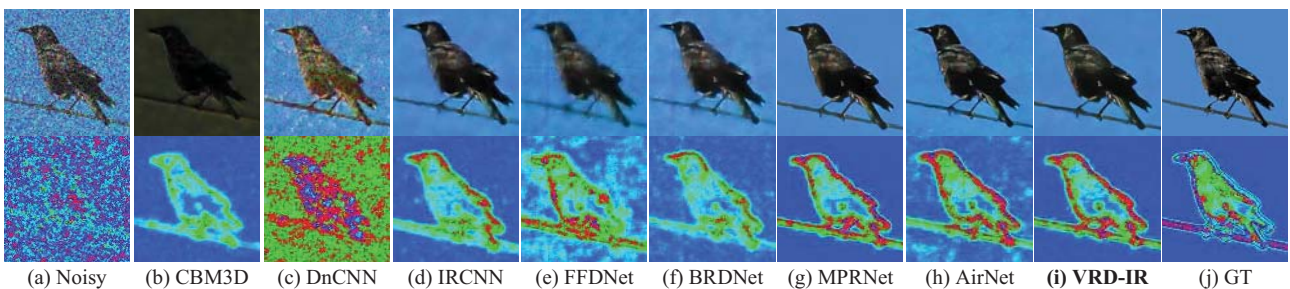 (a) Noisy (b) CBM3D (c) DnCNN (d) IRCNN (e) FFDNet (f) BRDNet (g) MPRNet (h) AirNet (i) VRD-IR (j) GT